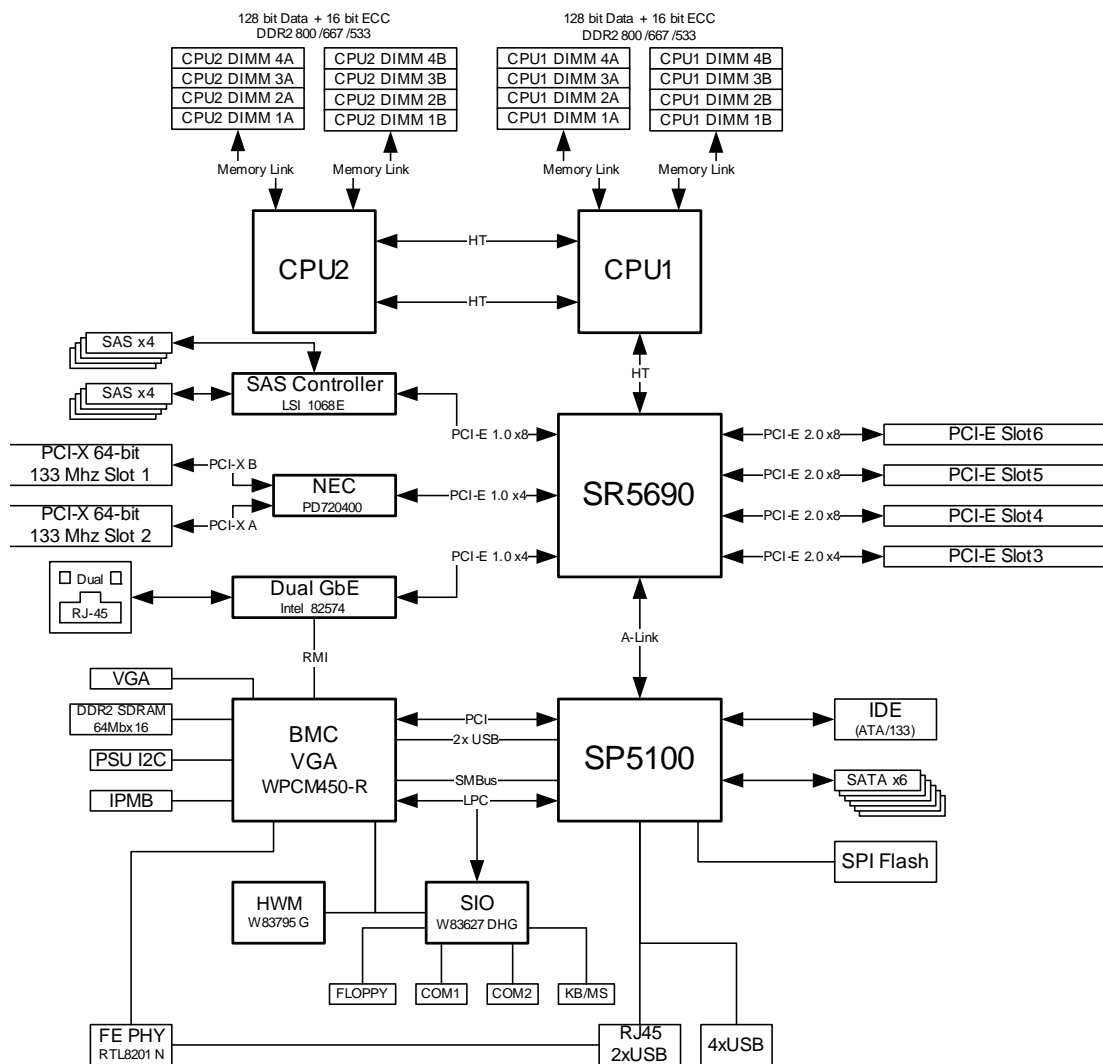 128 bit Data + 16 bit ECC
DDR2 800 /667 /533
128 bit Data + 16 bit ECC
DDR2 800 /667 /533
CPU2 DIMM 4A
CPU2 DIMM 3A
CPU2 DIMM 2A
CPU2 DIMM 1A
CPU2 DIMM 4B
CPU2 DIMM 3B
CPU2 DIMM 2B
CPU2 DIMM 1B
CPU1 DIMM 4A
CPU1 DIMM 3A
CPU1 DIMM 2A
CPU1 DIMM 1A
CPU1 DIMM 4B
CPU1 DIMM 3B
CPU1 DIMM 2B
CPU1 DIMM 1B
Memory Link
Memory Link
Memory Link
Memory Link
CPU2
HT
HT
CPU1
HT
SAS x4
SAS x4
SAS Controller
LSI 1068E
PCI-E 1.0 x8
PCI-X 64-bit
133 Mhz Slot 1
PCI-X B
PCI-X 64-bit
133 Mhz Slot 2
PCI-X A
NEC
PD720400
PCI-E 1.0 x4
SR5690
PCI-E 2.0 x8
PCI-E Slot6
PCI-E 2.0 x8
PCI-E Slot5
PCI-E 2.0 x8
PCI-E Slot4
PCI-E 2.0 x4
PCI-E Slot3
PCI-E 1.0 x4
Dual
RJ-45
Dual GbE
Intel 82574
RMI
A-Link
VGA
DDR2 SDRAM
64Mbx16
PSU I2C
IPMB
BMC
VGA
WPCM450-R
PCI
2x USB
SMBus
LPC
SP5100
IDE
(ATA/133)
SATA x6
SPI Flash
HWM
W83795 G
SIO
W83627 DHG
FLOPPY
COM1
COM2
KB/MS
FE PHY
RTL8201 N
RJ45
2xUSB
4xUSB